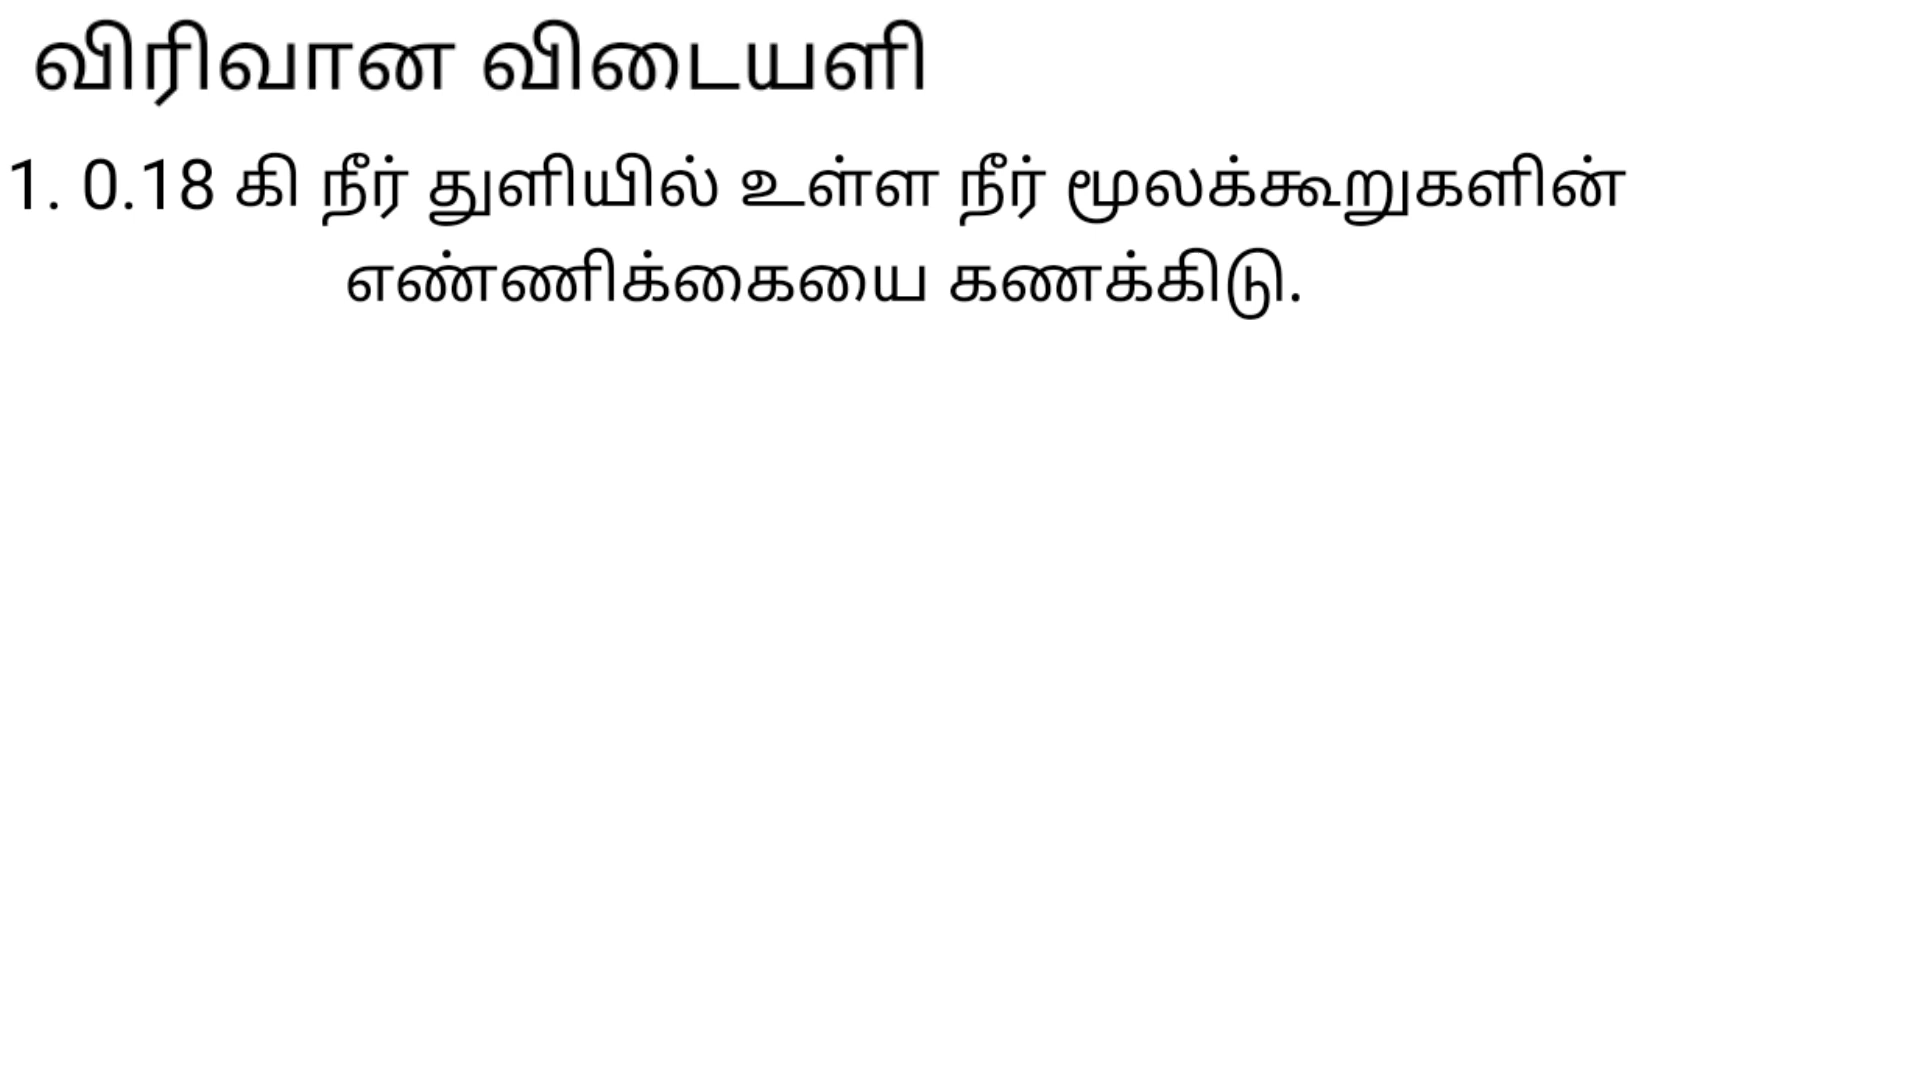 விரிவான விடையளி
1. 0.18 கி நீர் துளியில் உள்ள நீர் மூலக்கூறுகளின்
எண்ணிக்கையை கணக்கிடு.